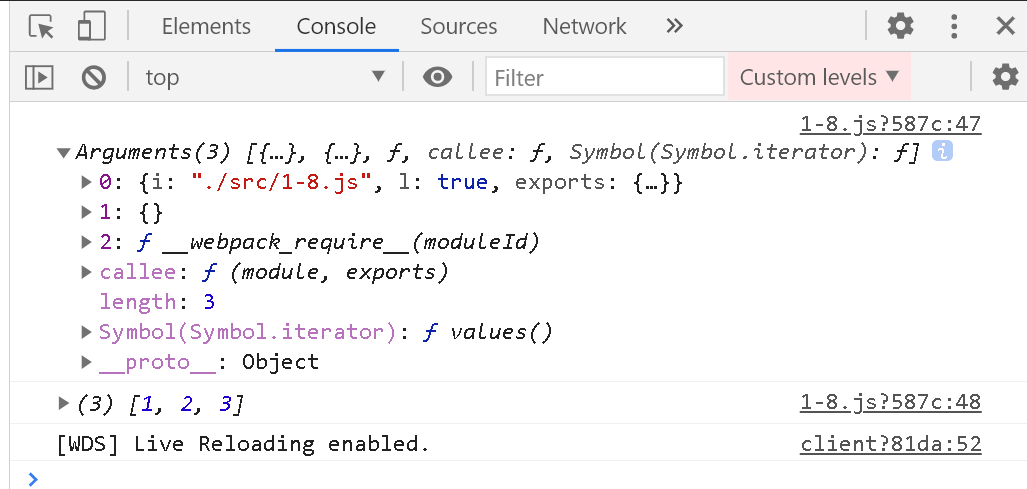 Elements Console Sources Network »
top Filter Custom levels
1-8.js?587c:47
Arguments(3) [{…}, {…}, ƒ, callee: ƒ, Symbol(Symbol.iterator): ƒ] i
0: {i: "./src/1-8.js", l: true, exports: {…}}
1: {}
2: ƒ __webpack_require__(moduleId)
callee: ƒ (module, exports)
length: 3
Symbol(Symbol.iterator): ƒ values()
__proto__: Object
(3) [1, 2, 3] 1-8.js?587c:48
[WDS] Live Reloading enabled. client?81da:52